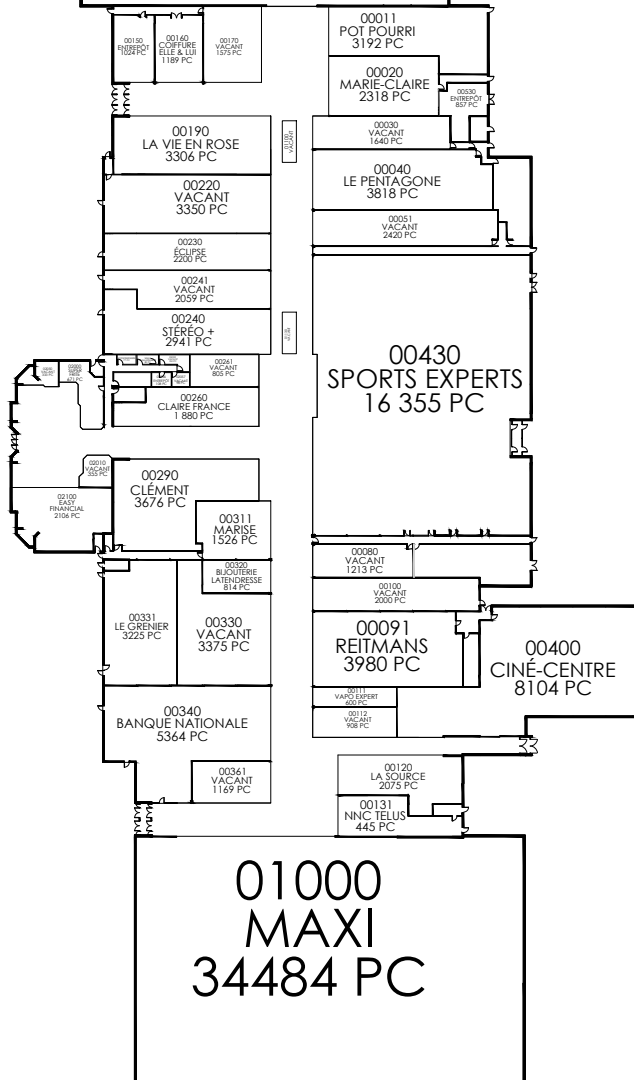 00150
ENTREPÔT
1024 PC
00160
COIFFURE
ELLE & LUI
1189 PC
00170
VACANT
1575 PC
00011
POT POURRI
3192 PC
00020
MARIE-CLAIRE
2318 PC
00530
ENTREPÔT
857 PC
00190
LA VIE EN ROSE
3306 PC
VACANT
00030
VACANT
1640 PC
00040
LE PENTAGONE
3818 PC
00220
VACANT
3350 PC
00051
VACANT
2420 PC
00230
ÉCLIPSE
2200 PC
00241
VACANT
2059 PC
00240
STÉRÉO +
2941 PC
00430
SPORTS EXPERTS
16 355 PC
00261
VACANT
805 PC
00260
CLAIRE FRANCE
1 880 PC
671 PC
02010
VACANT
355 PC
02100
EASY
FINANCIAL
2106 PC
00290
CLÉMENT
3676 PC
00311
MARISE
1526 PC
00320
BIJOUTERIE
LATENDRESSE
814 PC
00331
LE GRENIER
3225 PC
00330
VACANT
3375 PC
00080
VACANT
1213 PC
00100
VACANT
2000 PC
00091
REITMANS
3980 PC
00400
CINÉ-CENTRE
8104 PC
00111
VAPO EXPERT
600 PC
00112
VACANT
908 PC
00340
BANQUE NATIONALE
5364 PC
00361
VACANT
1169 PC
00120
LA SOURCE
2075 PC
00131
NNC TELUS
445 PC
01000
MAXI
34484 PC